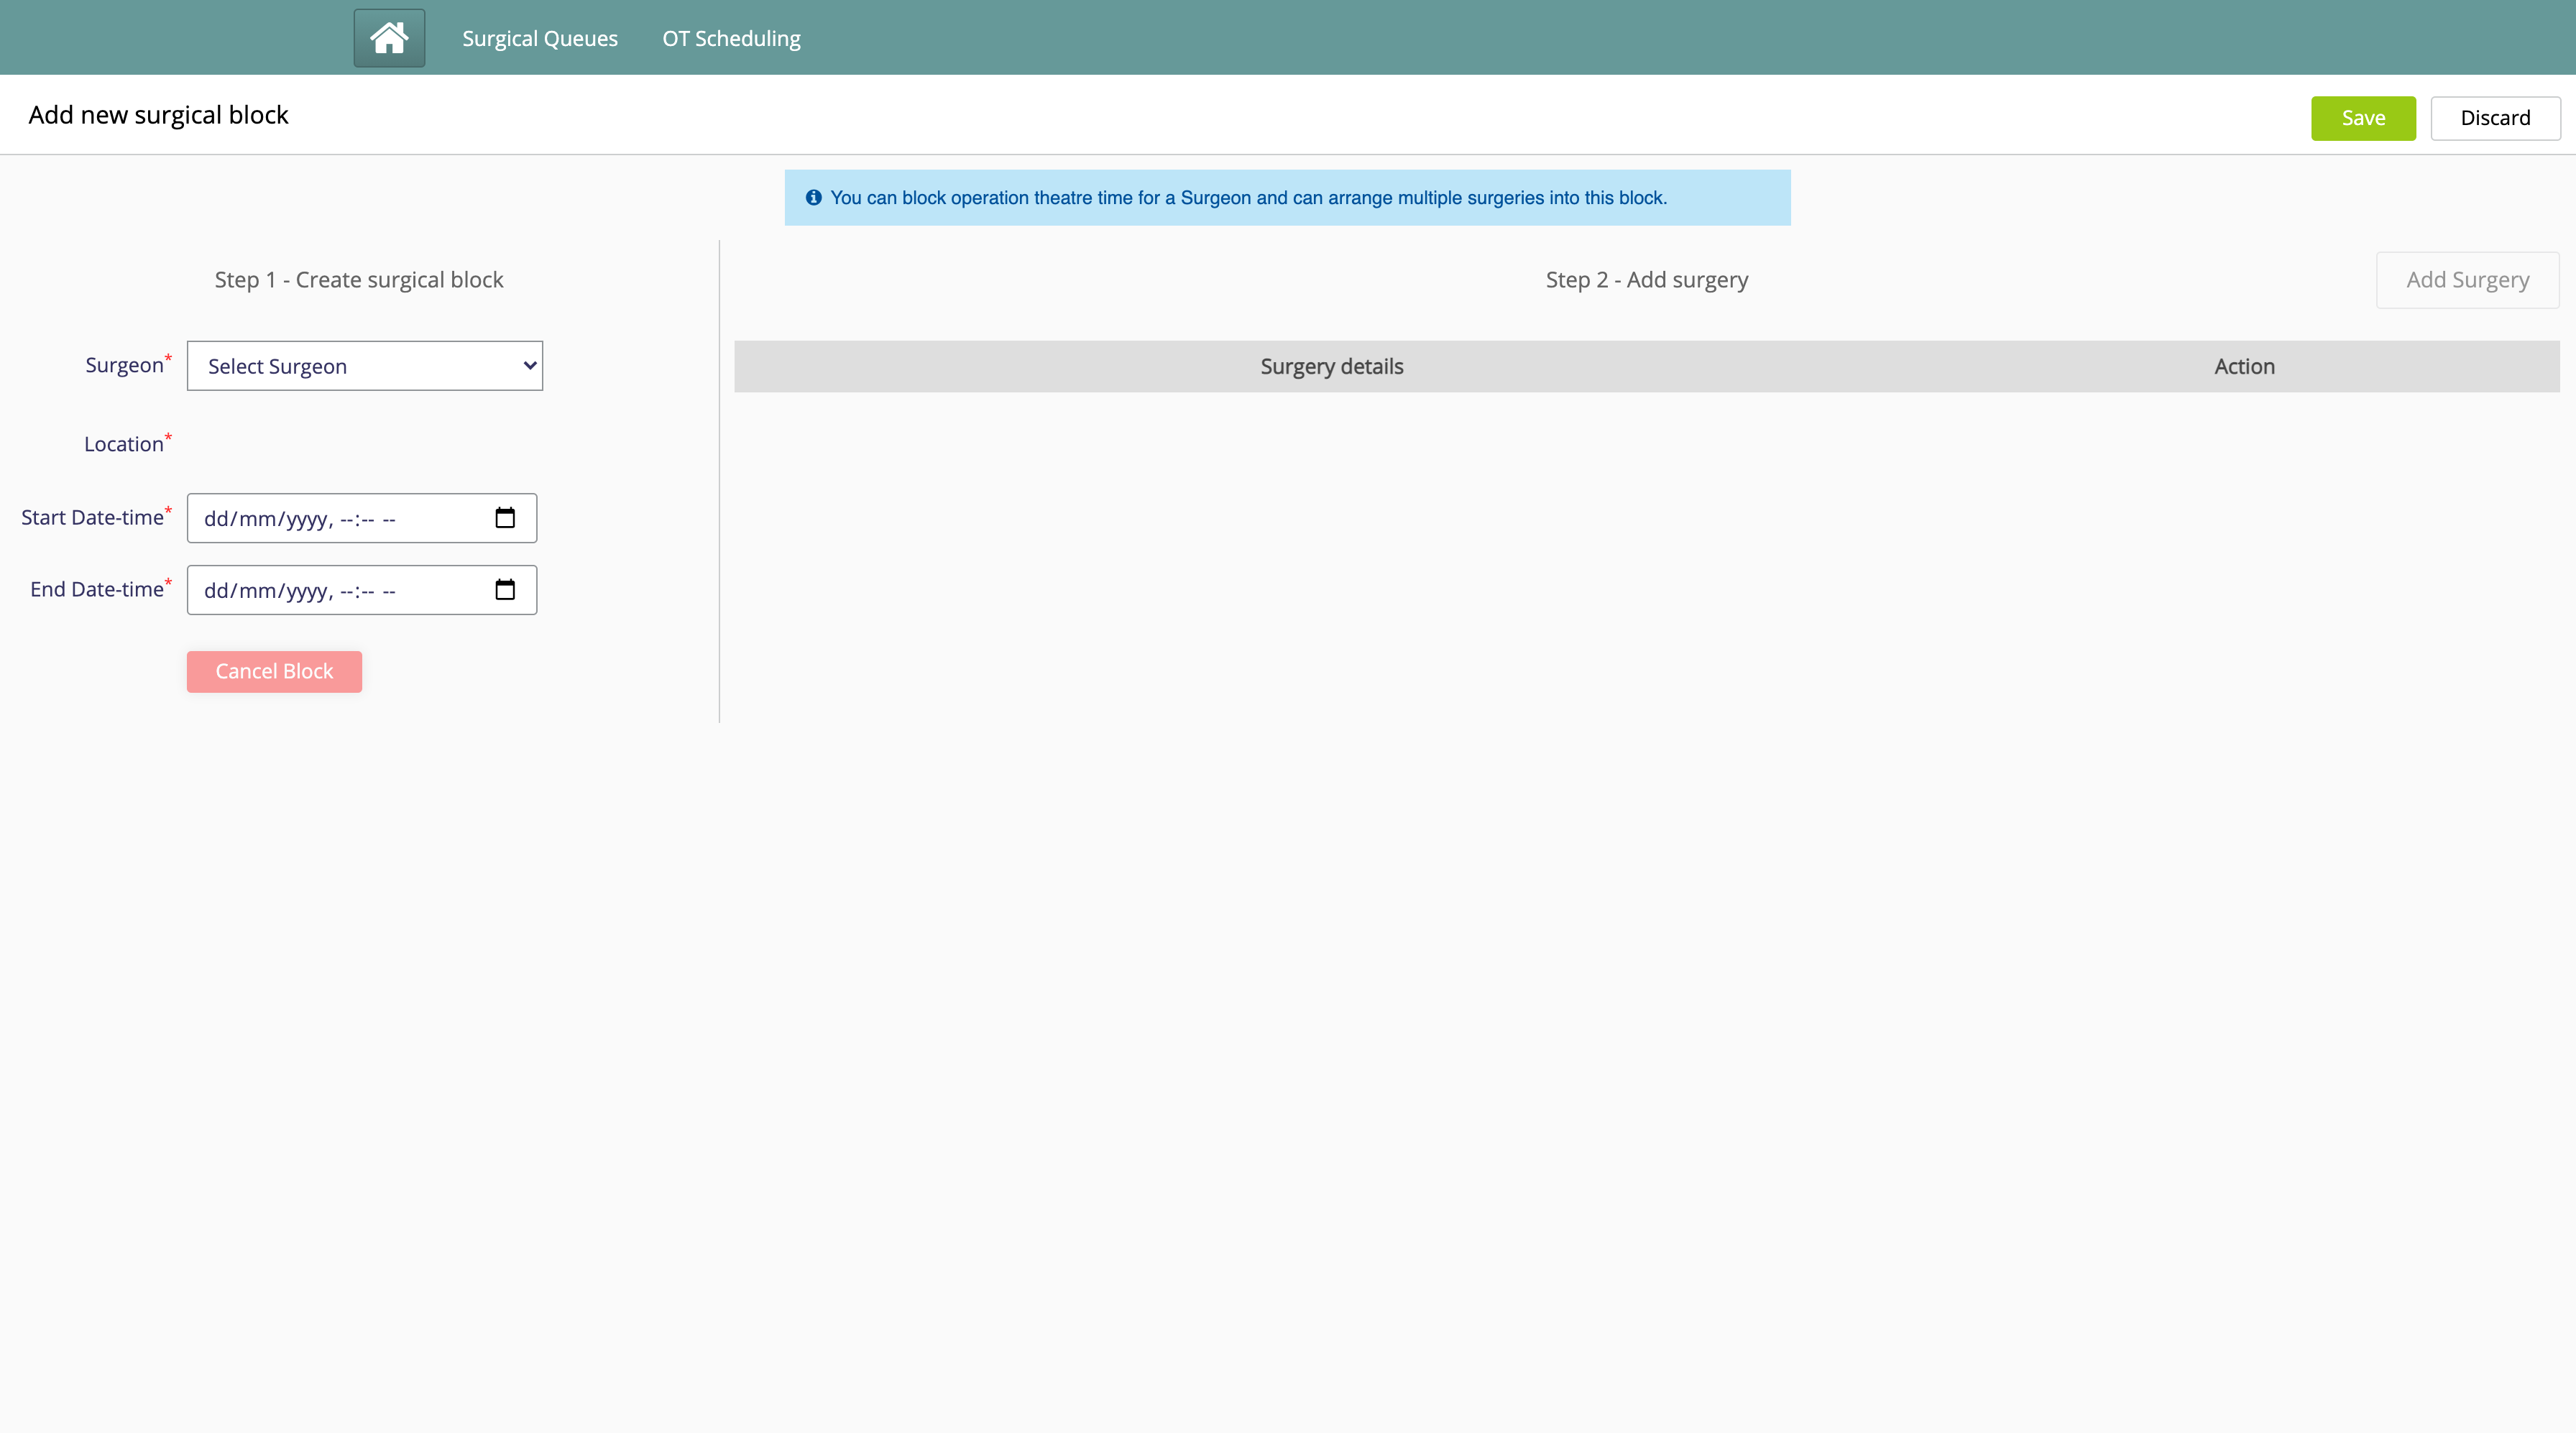 Surgical Queues OT Scheduling
Add new surgical block
Save Discard
You can block operation theatre time for a Surgeon and can arrange multiple surgeries into this block.
Step 1 - Create surgical block
Surgeon* Select Surgeon
Location*
Start Date-time* dd/mm/yyyy, --:-- --
End Date-time* dd/mm/yyyy, --:-- --
Cancel Block
Step 2 - Add surgery
Add Surgery
Surgery details Action